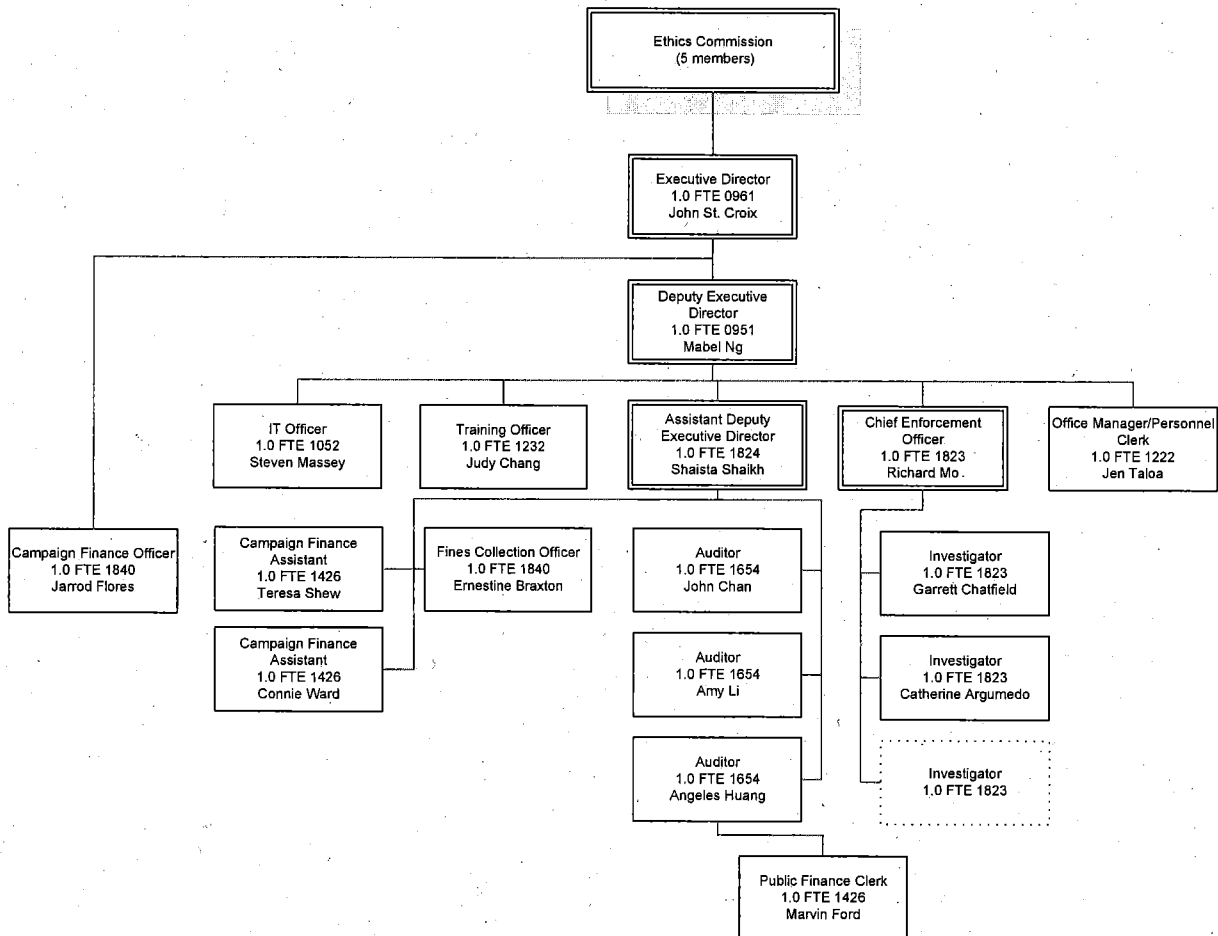 Ethics Commission
(5 members)
Executive Director
1.0 FTE 0961
John St. Croix
Deputy Executive
Director
1.0 FTE 0951
Mabel Ng
IT Officer
1.0 FTE 1052
Steven Massey
Training Officer
1.0 FTE 1232
Judy Chang
Assistant Deputy
Executive Director
1.0 FTE 1824
Shaista Shaikh
Chief Enforcement
Officer
1.0 FTE 1823
Richard Mo
Office Manager/Personnel
Clerk
1.0 FTE 1222
Jen Taloa
Campaign Finance Officer
1.0 FTE 1840
Jarrod Flores
Campaign Finance
Assistant
1.0 FTE 1426
Teresa Shew
Fines Collection Officer
1.0 FTE 1840
Ernestine Braxton
Auditor
1.0 FTE 1654
John Chan
Investigator
1.0 FTE 1823
Garrett Chatfield
Campaign Finance
Assistant
1.0 FTE 1426
Connie Ward
Auditor
1.0 FTE 1654
Amy Li
Investigator
1.0 FTE 1823
Catherine Argumedo
Auditor
1.0 FTE 1654
Angeles Huang
Investigator
1.0 FTE 1823
Public Finance Clerk
1.0 FTE 1426
Marvin Ford